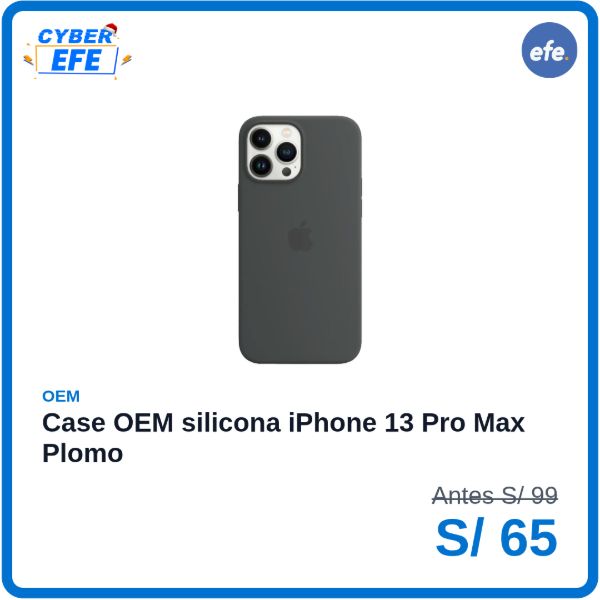 CYBER
EFE
efe.
OEM
Case OEM silicona iPhone 13 Pro Max
Plomo
Antes S/ 99
S/ 65